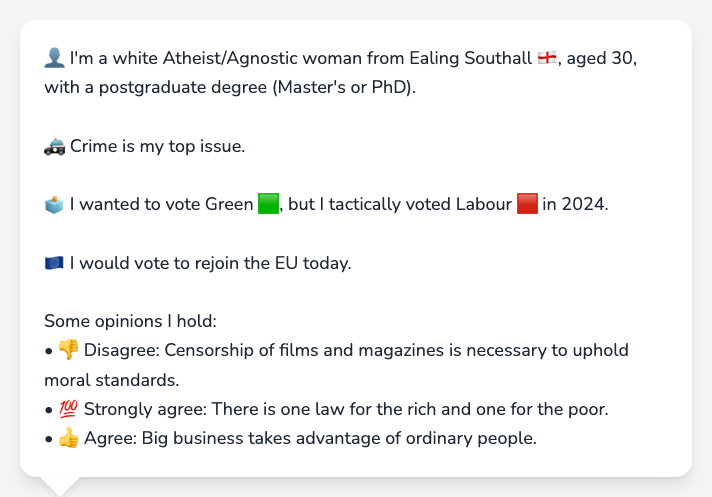 👤 I'm a white Atheist/Agnostic woman from Ealing Southall 🏴󠁧󠁢󠁥󠁮󠁧󠁿, aged 30,
with a postgraduate degree (Master's or PhD).
🚓 Crime is my top issue.
🗳️ I wanted to vote Green 🟩, but I tactically voted Labour 🟥 in 2024.
🇪🇺 I would vote to rejoin the EU today.
Some opinions I hold:
• 👎 Disagree: Censorship of films and magazines is necessary to uphold
moral standards.
• 💯 Strongly agree: There is one law for the rich and one for the poor.
• 👍 Agree: Big business takes advantage of ordinary people.